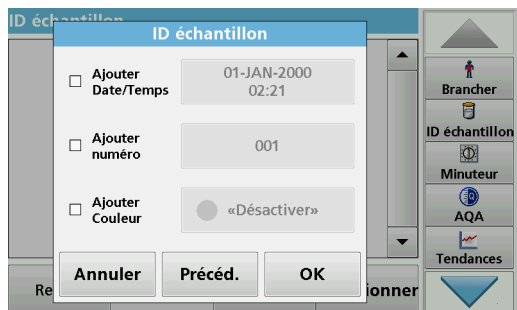 ID échantillon
ID échantillon
Ajouter
Date/Temps
01-JAN-2000
02:21
Ajouter
numéro
001
Ajouter
Couleur
«Désactiver»
Annuler
Précéd.
OK
Re
ionner
Brancher
ID échantillon
Minuteur
AQA
Tendances